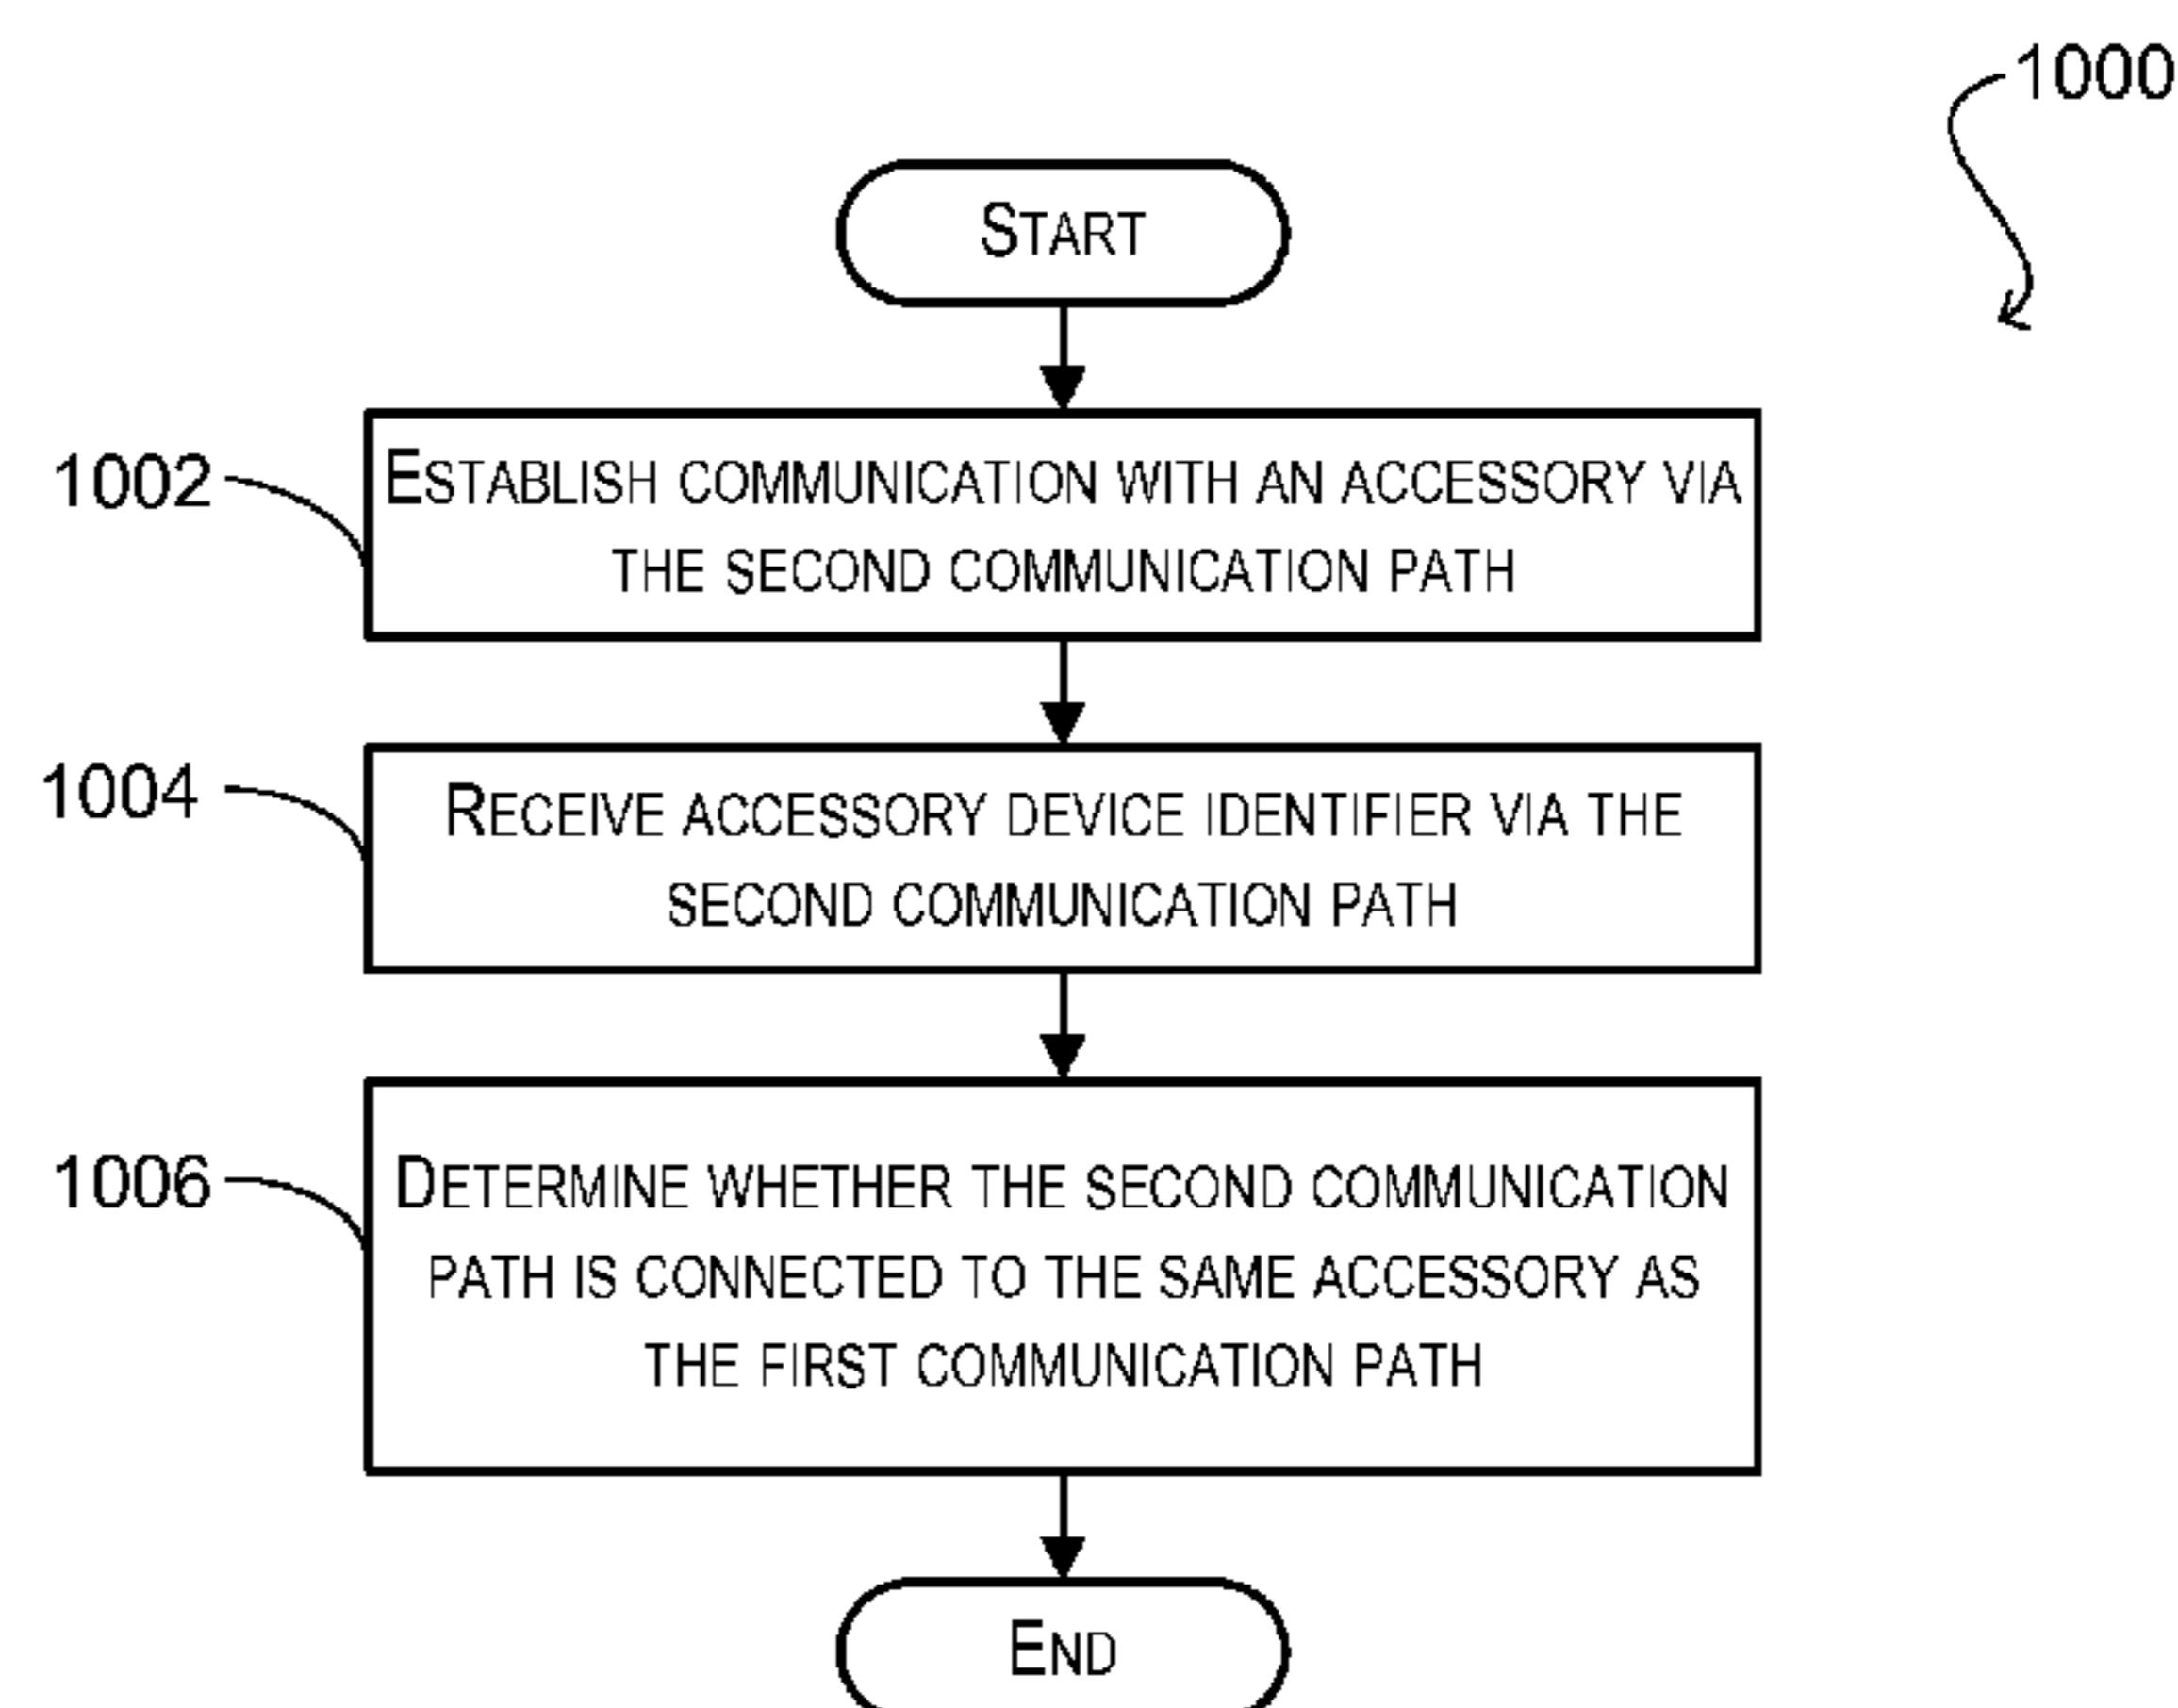 1000
START
1002
ESTABLISH COMMUNICATION WITH AN ACCESSORY VIA
THE SECOND COMMUNICATION PATH
1004
RECEIVE ACCESSORY DEVICE IDENTIFIER VIA THE
SECOND COMMUNICATION PATH
1006
DETERMINE WHETHER THE SECOND COMMUNICATION
PATH IS CONNECTED TO THE SAME ACCESSORY AS
THE FIRST COMMUNICATION PATH
END